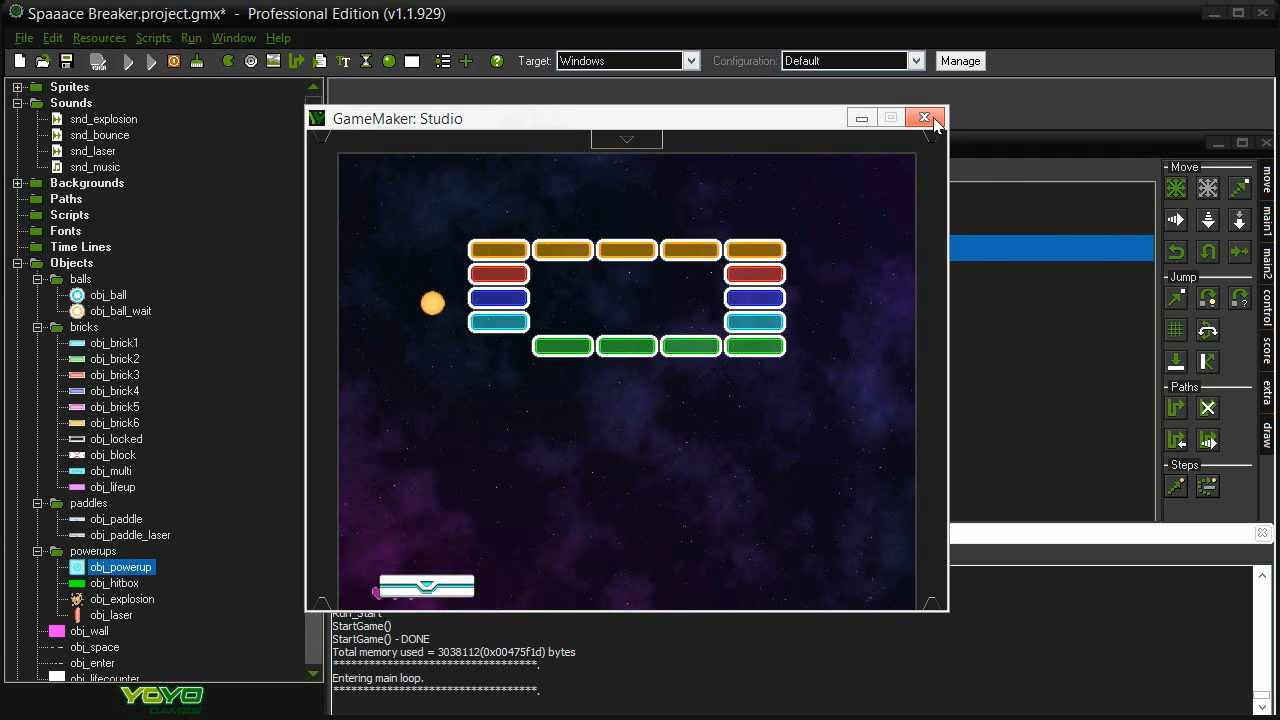 Spaaace Breaker.project.gmx* - Professional Edition (v1.1.929)
File Edit Resources Scripts Run Window Help
Target: Windows Configuration: Default Manage
Sprites
Sounds
snd_explosion
snd_bounce
snd_laser
snd_music
Backgrounds
Paths
Scripts
Fonts
Time Lines
Objects
balls
obj_ball
obj_ball_wait
bricks
obj_brick1
obj_brick2
obj_brick3
obj_brick4
obj_brick5
obj_brick6
obj_locked
obj_block
obj_multi
obj_lifeup
paddles
obj_paddle
obj_paddle_laser
powerups
obj_powerup
obj_hitbox
obj_explosion
obj_laser
obj_wall
obj_space
obj_enter
obj_lifecounter
YOYO
GAMES
GameMaker: Studio
Move
Jump
Paths
Steps
move
main1
main2
control
score
extra
draw
Run_Start
StartGame()
StartGame() - DONE
Total memory used = 3038112(0x00475f1d) bytes
**********************************.
Entering main loop.
**********************************.